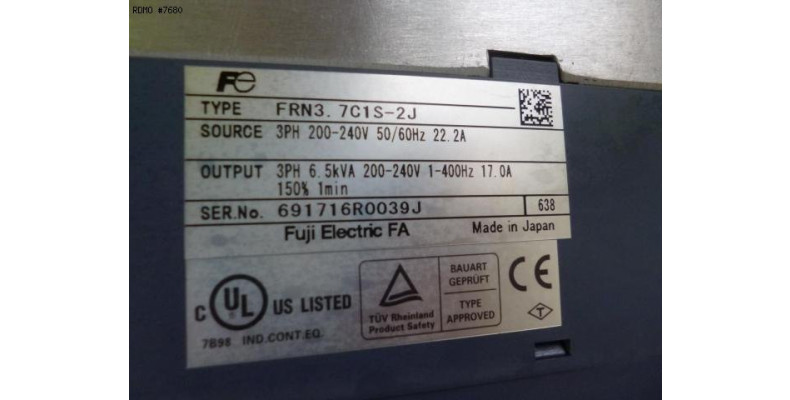 RDMO #7680
Fe
TYPE FRN3.7C1S-2J
SOURCE 3PH 200-240V 50/60Hz 22.2A
OUTPUT 3PH 6.5kVA 200-240V 1-400Hz 17.0A
150% 1min
SER.No. 691716R0039J 638
Fuji Electric FA Made in Japan
C UL US LISTED
7B98 IND.CONT.EQ.
TÜV Rheinland
Product Safety
BAUART
GEPRÜFT
TYPE
APPROVED
CE
T